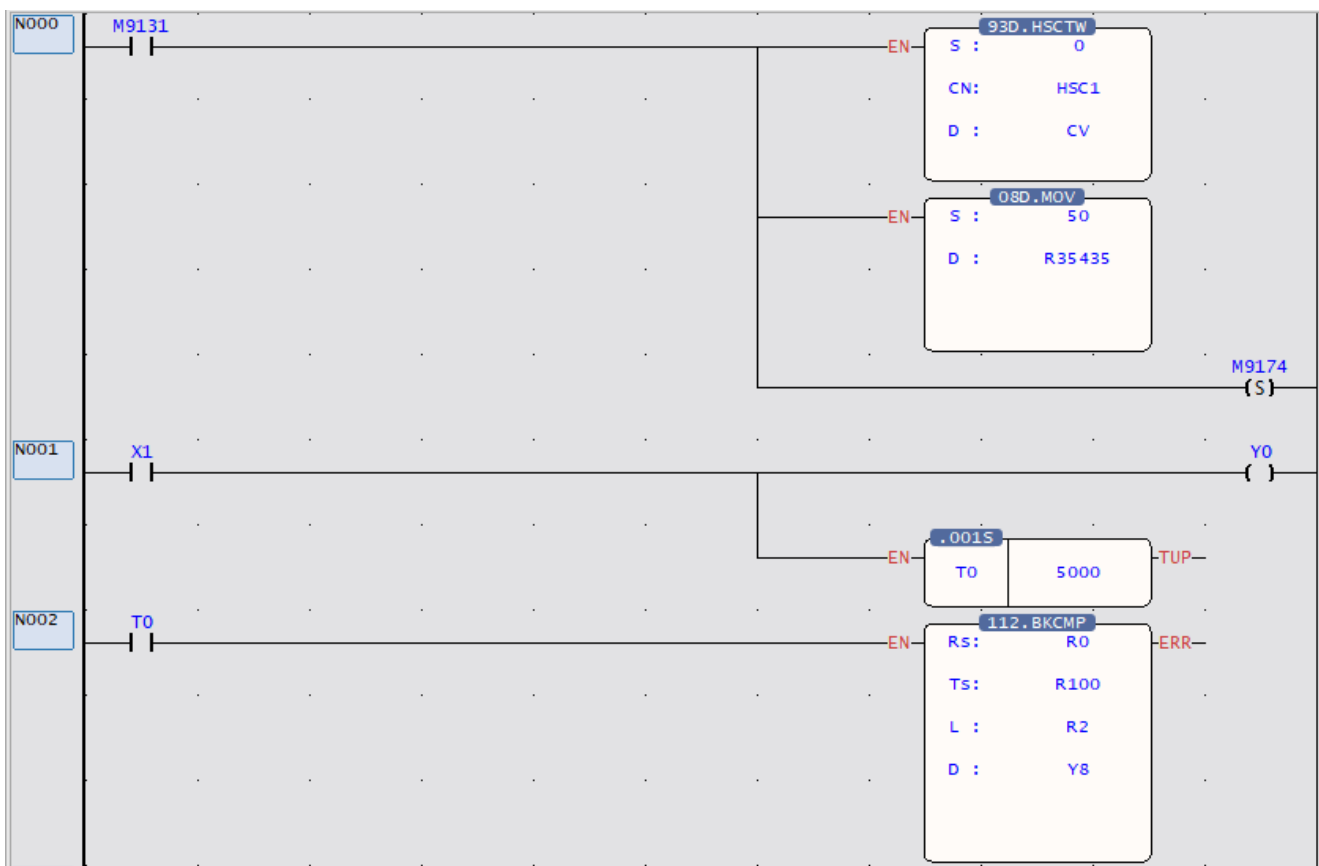 N000
M9131
93D.HSCTW
EN
S : 0
CN: HSC1
D : CV
08D.MOV
EN
S : 50
D : R35435
M9174
(S)
N001
X1
Y0
( )
.001S
EN
T0 5000
TUP
N002
T0
112.BKCMP
EN
Rs: R0
ERR
Ts: R100
L : R2
D : Y8